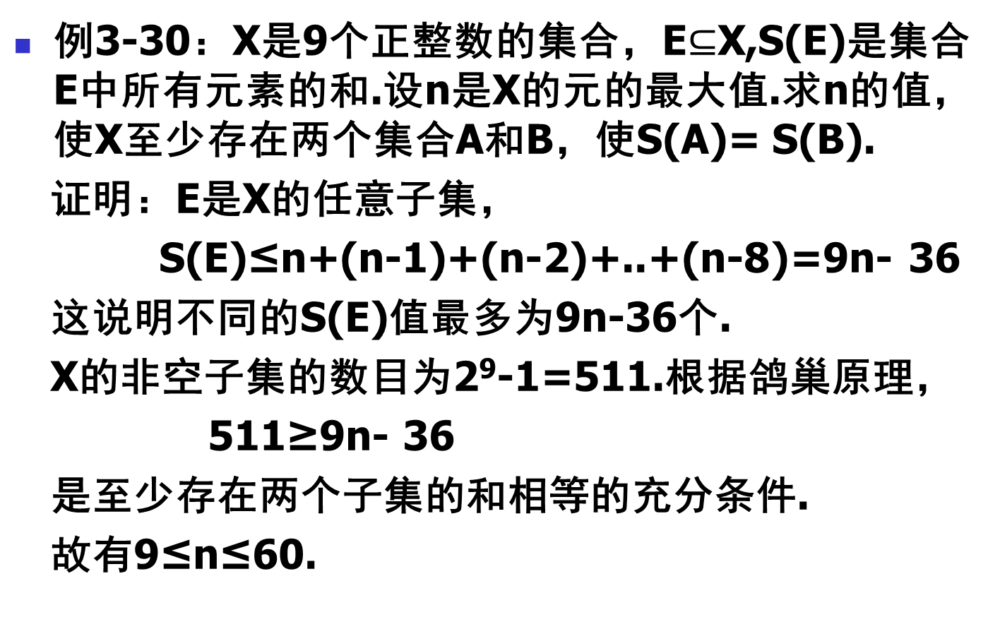 例3-30：X是9个正整数的集合，E⊆X,S(E)是集合
E中所有元素的和.设n是X的元的最大值.求n的值，
使X至少存在两个集合A和B，使S(A)= S(B).
证明：E是X的任意子集，
S(E)≤n+(n-1)+(n-2)+..+(n-8)=9n- 36
这说明不同的S(E)值最多为9n-36个.
X的非空子集的数目为2⁹-1=511.根据鸽巢原理，
511≥9n- 36
是至少存在两个子集的和相等的充分条件.
故有9≤n≤60.